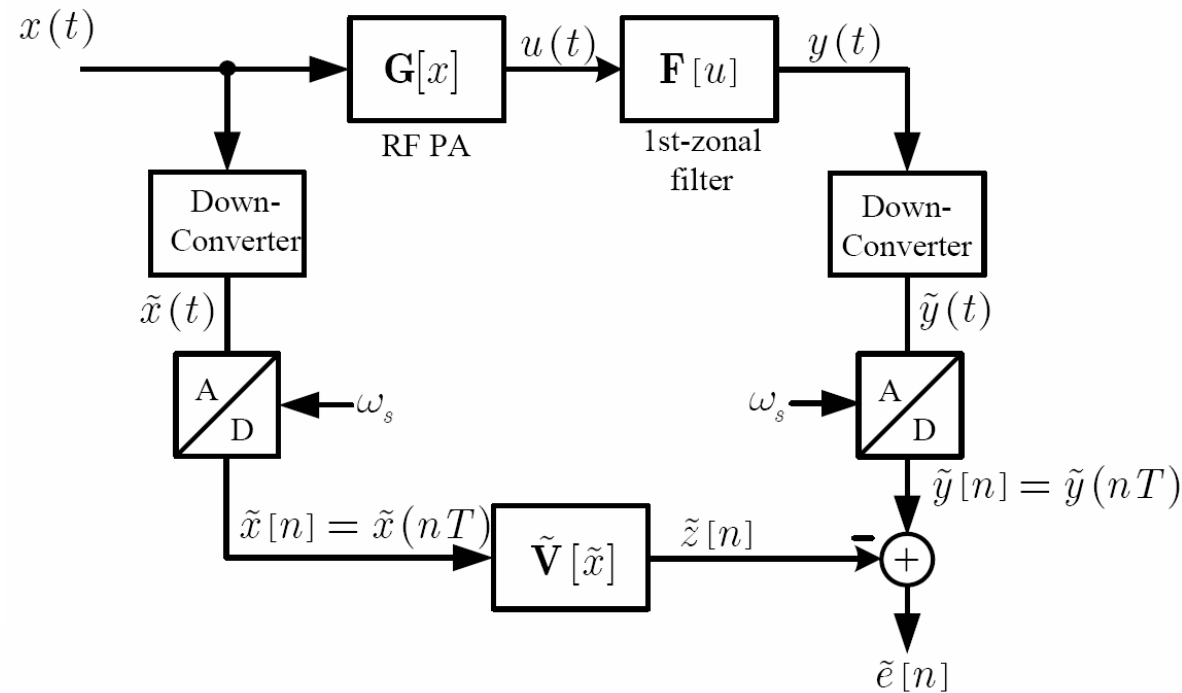 x(t)
G[x]
RF PA
u(t)
F[u]
1st-zonal
filter
y(t)
Down-
Converter
Down-
Converter
x̃(t)
ỹ(t)
A
D
ω_s
ω_s
A
D
x̃[n] = x̃(nT)
Ṽ[x̃]
z̃[n]
ỹ[n] = ỹ(nT)
-
+
ẽ[n]